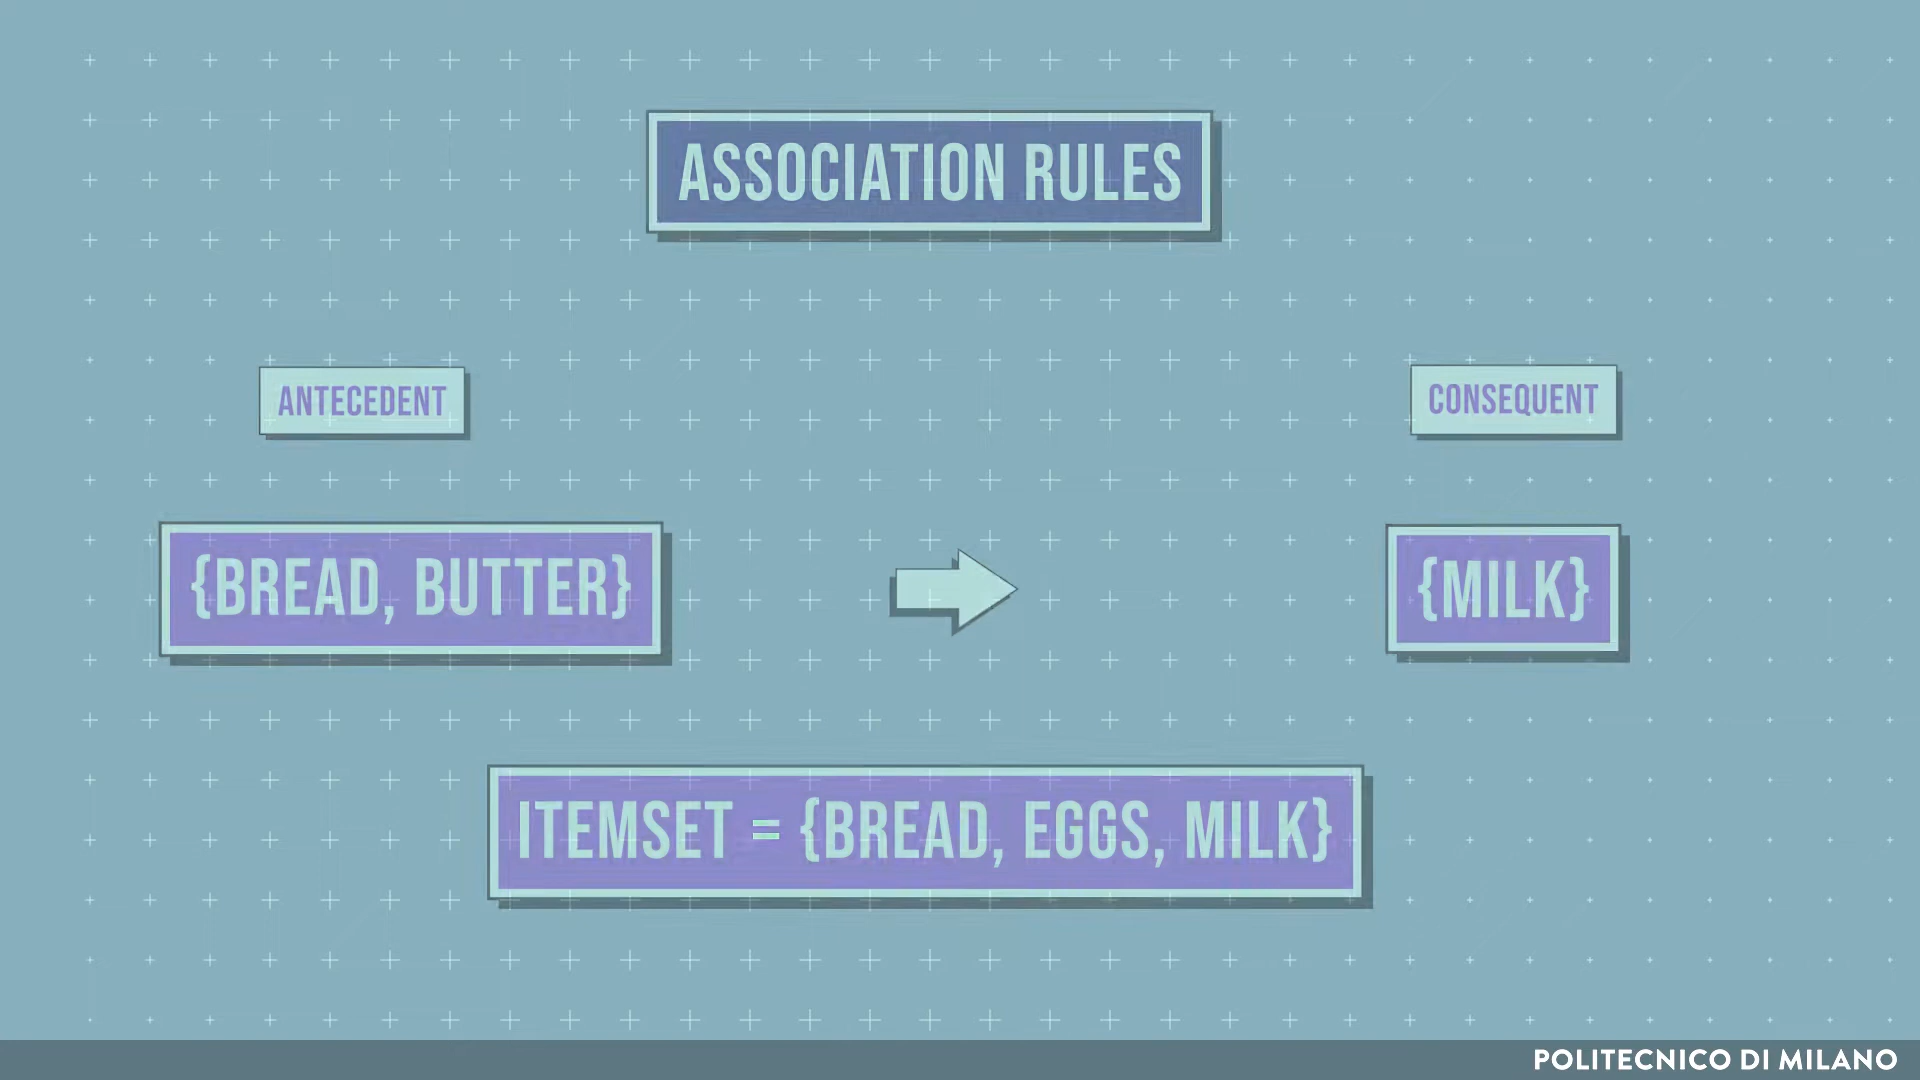 ASSOCIATION RULES
ANTECEDENT
CONSEQUENT
{BREAD, BUTTER}
{MILK}
ITEMSET = {BREAD, EGGS, MILK}
POLITECNICO DI MILANO